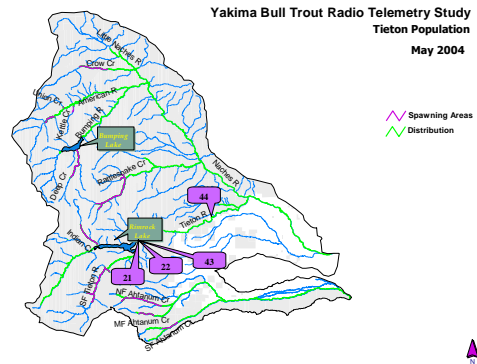 Yakima Bull Trout Radio Telemetry Study
Tieton Population
May 2004
Spawning Areas
Distribution
Little Naches R
Crow Cr
American R
Union Cr
Kettle Cr
Bumping R
Bumping
Lake
Deep Cr
Rattlesnake Cr
Naches R
44
Tieton R
Rimrock
Lake
Indian Cr
43
22
21
SF Tieton R
NF Ahtanum Cr
MF Ahtanum Cr
SF Ahtanum Cr
N